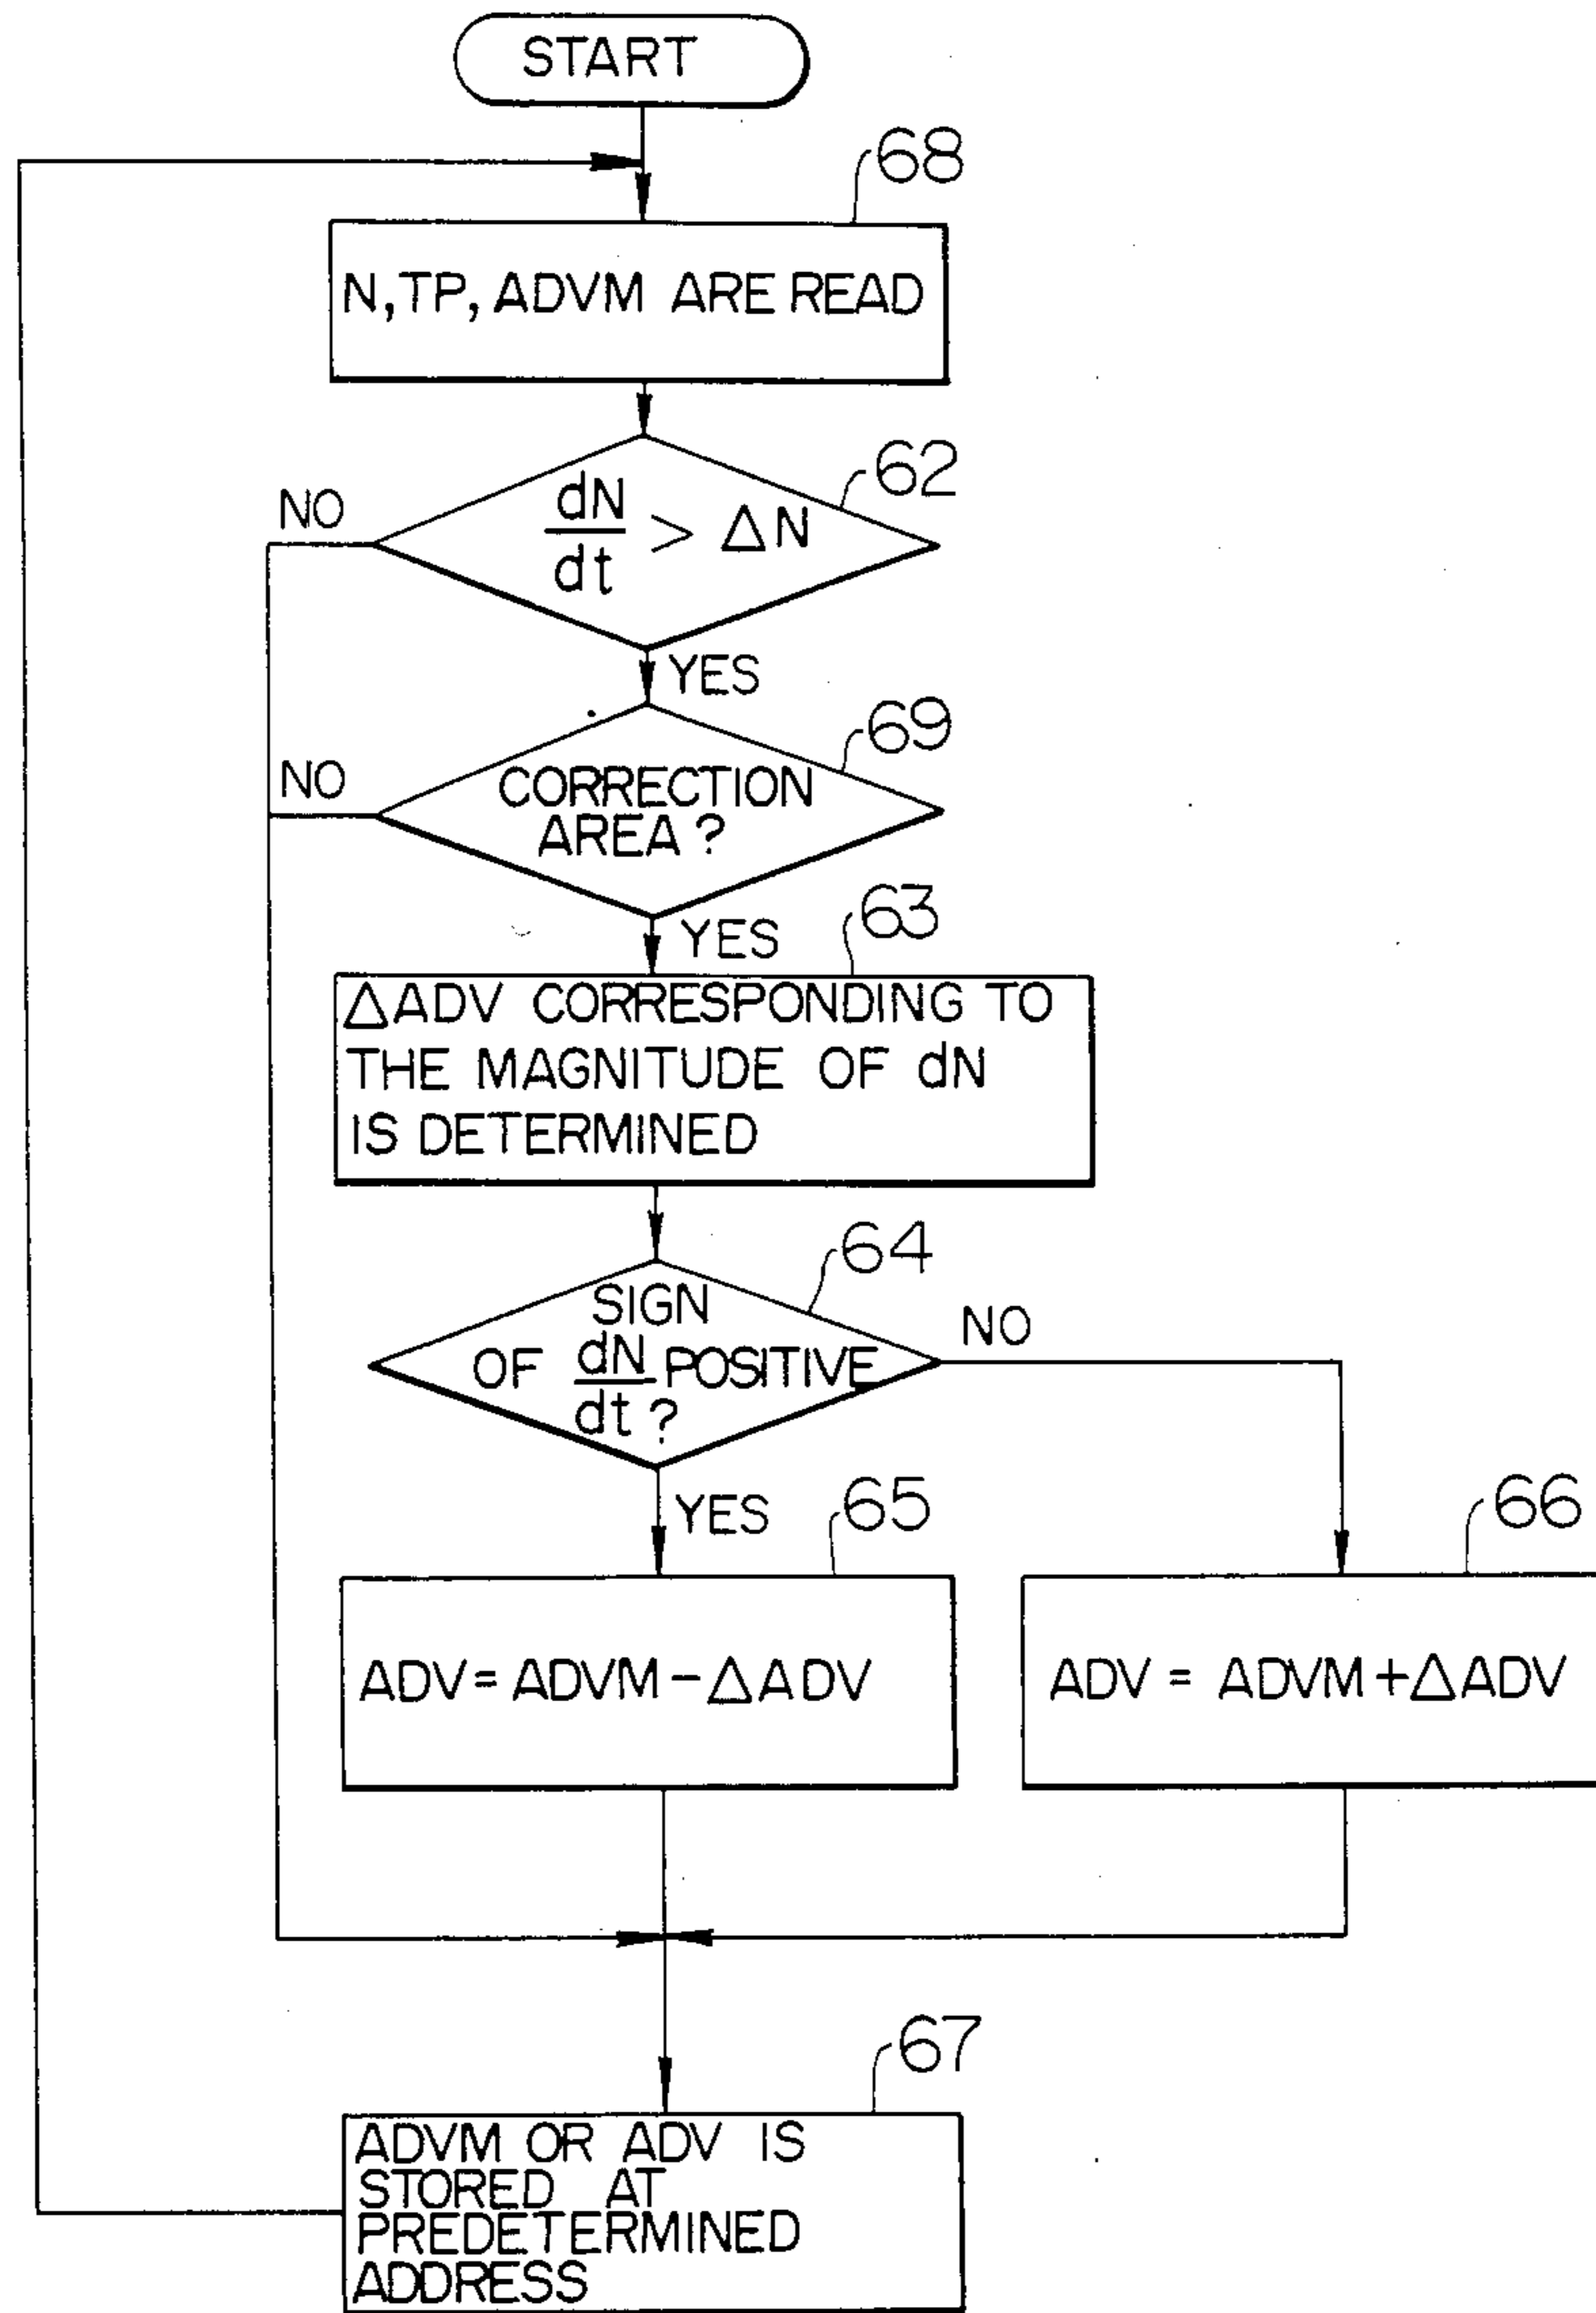 START
68
N, TP, ADVM ARE READ
62
NO
dN
dt
> ΔN
YES
69
NO
CORRECTION
AREA?
63
YES
ΔADV CORRESPONDING TO
THE MAGNITUDE OF dN
IS DETERMINED
64
SIGN
NO
OF dN/dt POSITIVE
?
YES
65
66
ADV = ADVM - ΔADV
ADV = ADVM + ΔADV
67
ADVM OR ADV IS
STORED AT
PREDETERMINED
ADDRESS